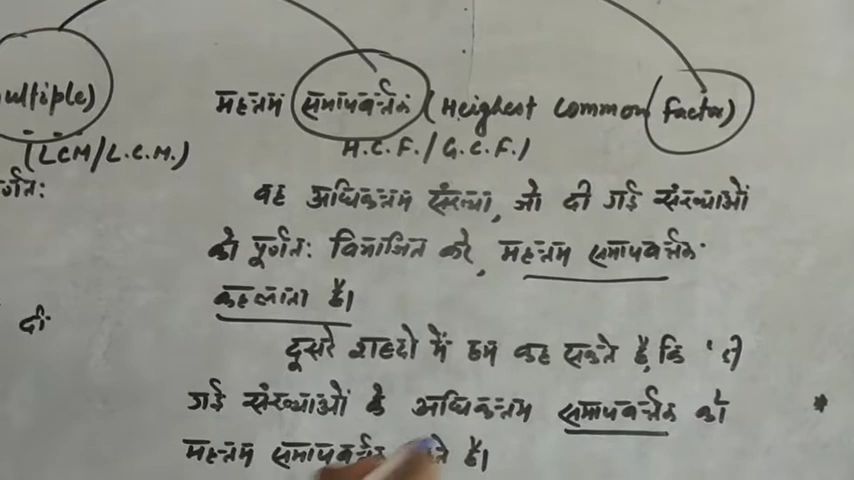 ultiple) महत्तम समापवर्त्तक (Heighest Common Factor)
(LCM/L.C.M.) H.C.F./G.C.F./
र्णतः वह अधिकतम संख्या, जो दी गई संख्याओं
को पूर्णतः विभाजित करे, महत्तम समापवर्त्तक
कहलाता है।
दी दूसरे शब्दों में हम कह सकते है, कि 'दी
गई संख्याओं के अधिकतम समापवर्त्तक को *
महत्तम समापवर्त्तक है।